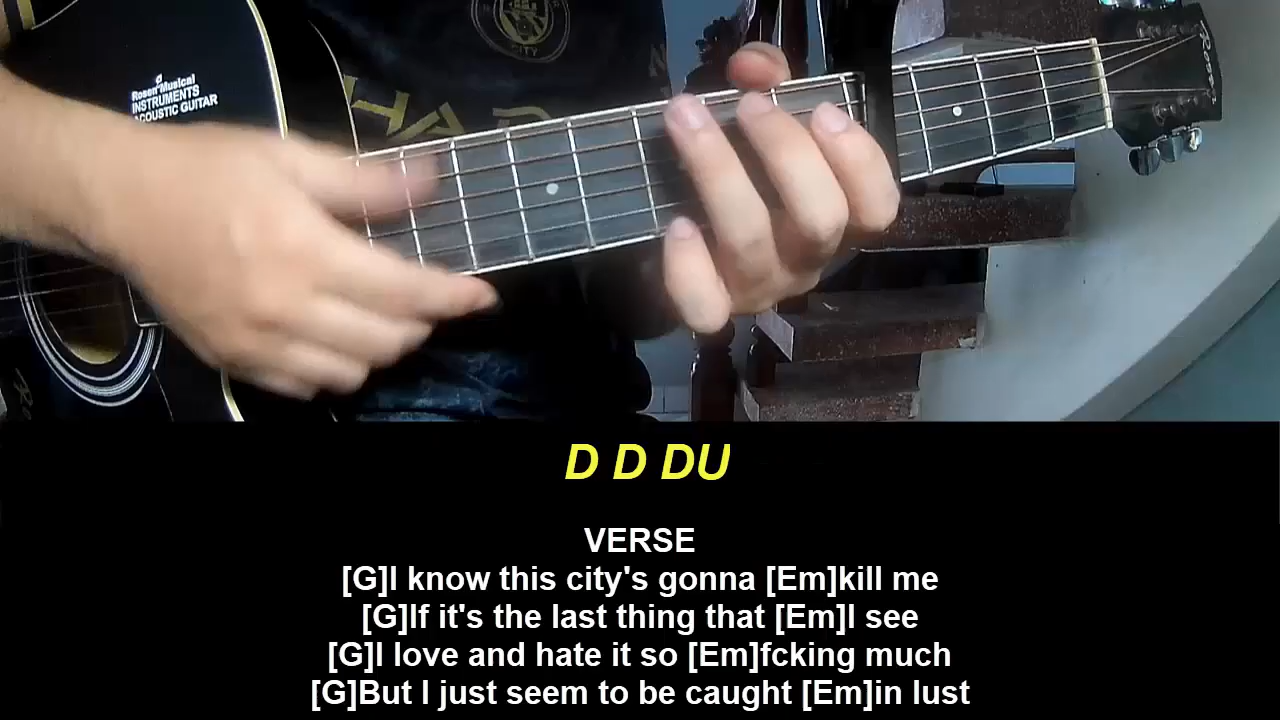 CITY
Rosen Musical
INSTRUMENTS
ACOUSTIC GUITAR
Rosen
D D DU
VERSE
[G]I know this city's gonna [Em]kill me
[G]If it's the last thing that [Em]I see
[G]I love and hate it so [Em]fcking much
[G]But I just seem to be caught [Em]in lust